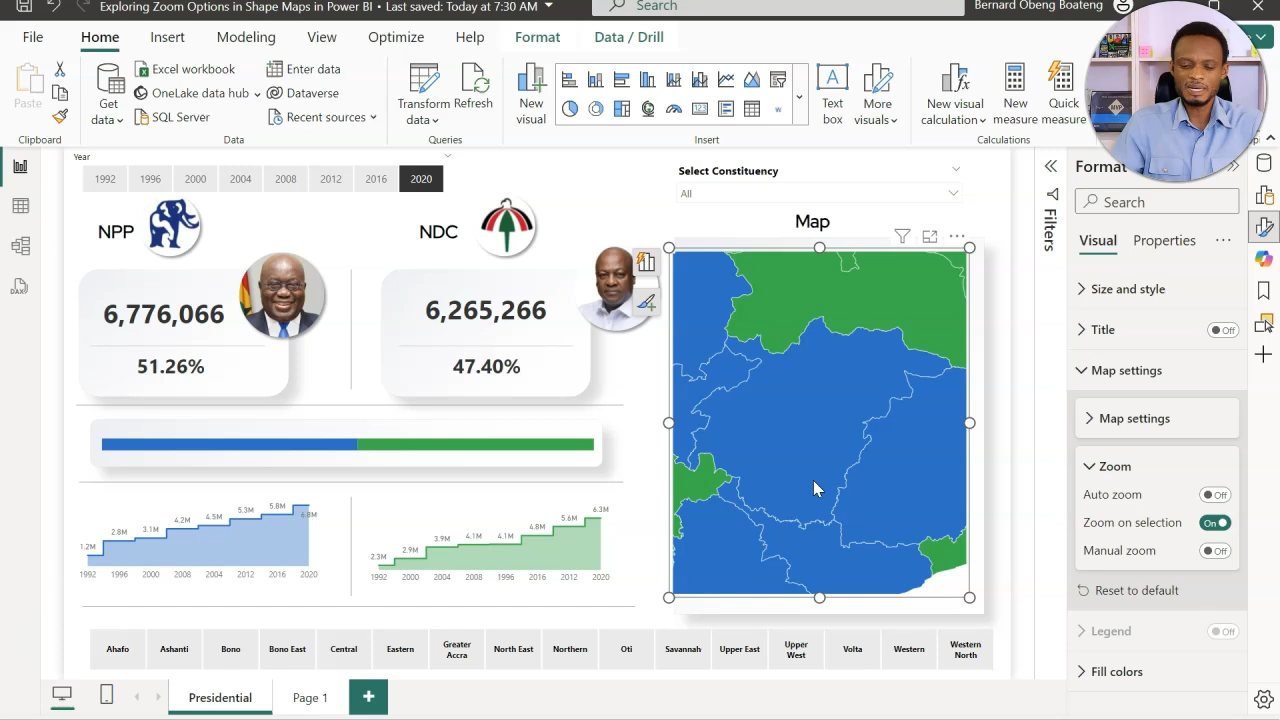 Exploring Zoom Options in Shape Maps in Power BI • Last saved: Today at 7:30 AM
Search
Bernard Obeng Boateng
File
Home
Insert
Modeling
View
Optimize
Help
Format
Data / Drill
Paste
Get data
Excel workbook
OneLake data hub
SQL Server
Enter data
Dataverse
Recent sources
Transform data
Refresh
New visual
Text box
More visuals
New visual calculation
New measure
Quick measure
Clipboard
Data
Queries
Insert
Calculations
Year
1992 1996 2000 2004 2008 2012 2016 2020
Select Constituency
All
NPP
NDC
Map
6,776,066
51.26%
6,265,266
47.40%
1.2M 2.8M 3.1M 4.2M 4.5M 5.3M 5.8M 6.8M
1992 1996 2000 2008 2004 2012 2016 2020
2.3M 2.9M 3.9M 4.1M 4.1M 4.8M 5.6M 6.3M
1992 2000 2004 2008 1996 2016 2012 2020
Ahafo
Ashanti
Bono
Bono East
Central
Eastern
Greater Accra
North East
Northern
Oti
Savannah
Upper East
Upper West
Volta
Western
Western North
Presidential
Page 1
Filters
Format
Search
Visual
Properties
Size and style
Title
Off
Map settings
Map settings
Zoom
Auto zoom
Off
Zoom on selection
On
Manual zoom
Off
Reset to default
Legend
Off
Fill colors
DAX